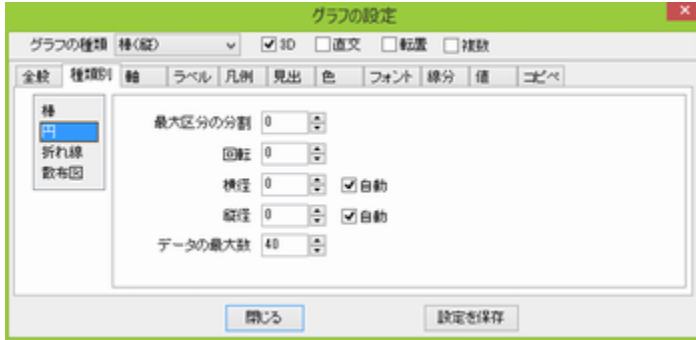 グラフの設定
グラフの種類 棒(縦) 3D 直交 転置 複数
全般 種類別 軸 ラベル 凡例 見出 色 フォント 線分 値 コピペ
棒
円
折れ線
散布図
最大区分の分割 0
回転 0
横径 0 自動
縦径 0 自動
データの最大数 40
閉じる 設定を保存